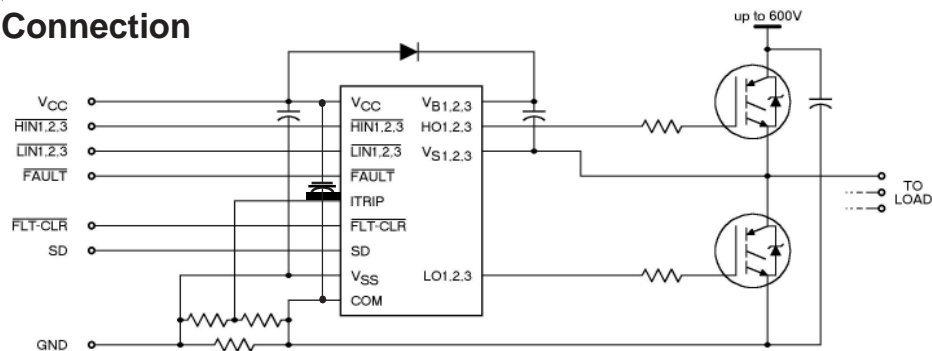 Connection
up to 600V
VCC
HIN1,2,3
LIN1,2,3
FAULT
FLT-CLR
SD
GND
VCC
HIN1,2,3
LIN1,2,3
FAULT
ITRIP
FLT-CLR
SD
VSS
COM
VB1,2,3
HO1,2,3
VS1,2,3
LO1,2,3
TO
LOAD